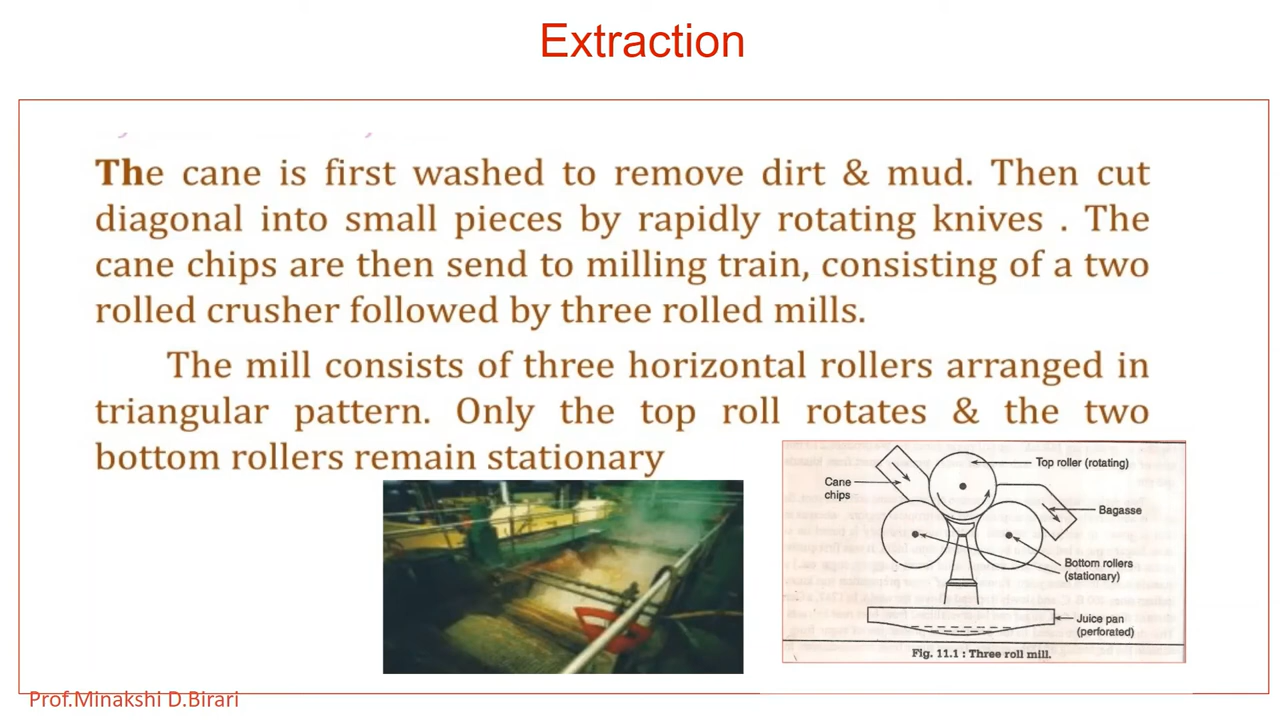 Extraction
The cane is first washed to remove dirt & mud. Then cut
diagonal into small pieces by rapidly rotating knives . The
cane chips are then send to milling train, consisting of a two
rolled crusher followed by three rolled mills.
The mill consists of three horizontal rollers arranged in
triangular pattern. Only the top roll rotates & the two
bottom rollers remain stationary
Top roller (rotating)
Cane
chips
Bagasse
Bottom rollers
(stationary)
Juice pan
(perforated)
Fig. 11.1 : Three roll mill.
Prof.Minakshi D.Birari